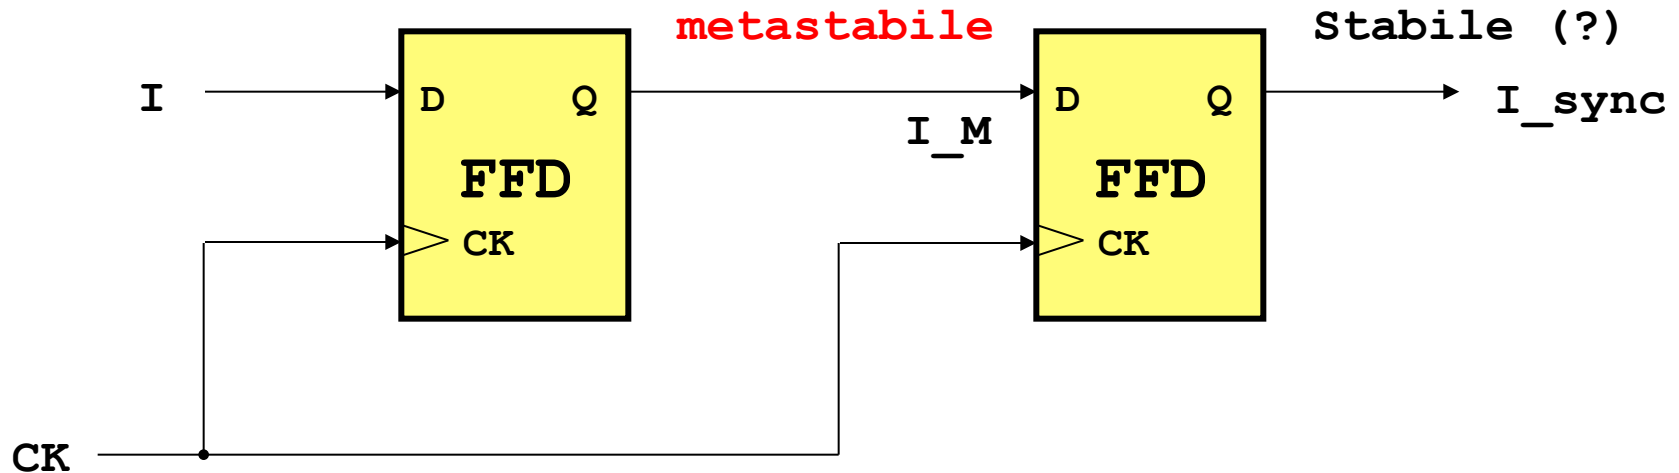 metastabile
Stabile (?)
I
D
Q
I_M
D
Q
I_sync
FFD
FFD
CK
CK
CK